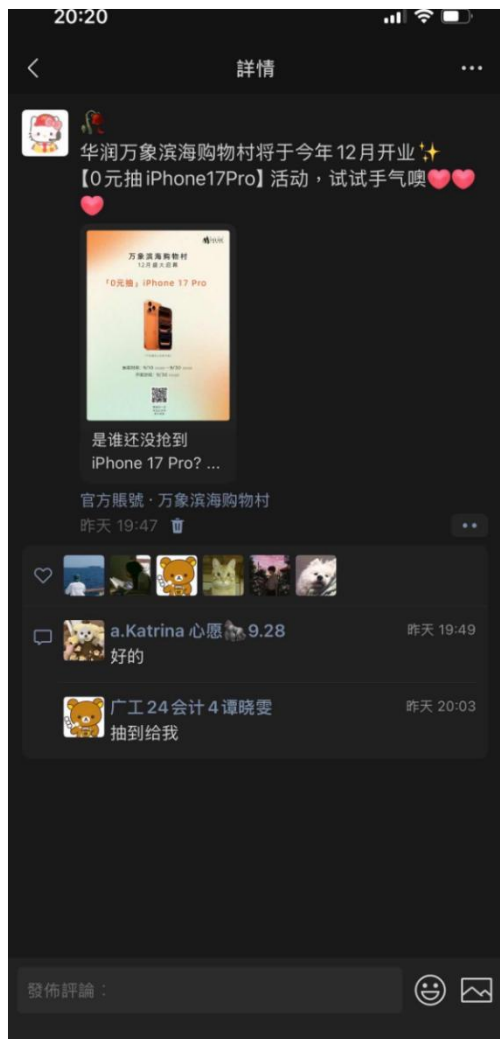 20:20
詳情
华润万象滨海购物村将于今年12月开业✨
【0元抽iPhone17Pro】活动，试试手气噢❤️❤️
❤️
万象滨海购物村
12月盛大启幕
「0元抽」iPhone 17 Pro
是谁还没抢到
iPhone 17 Pro? ...
官方賬號 · 万象滨海购物村
昨天 19:47
a.Katrina 心愿🦓9.28
昨天 19:49
好的
广工24会计4谭晓雯
昨天 20:03
抽到给我
發佈評論：